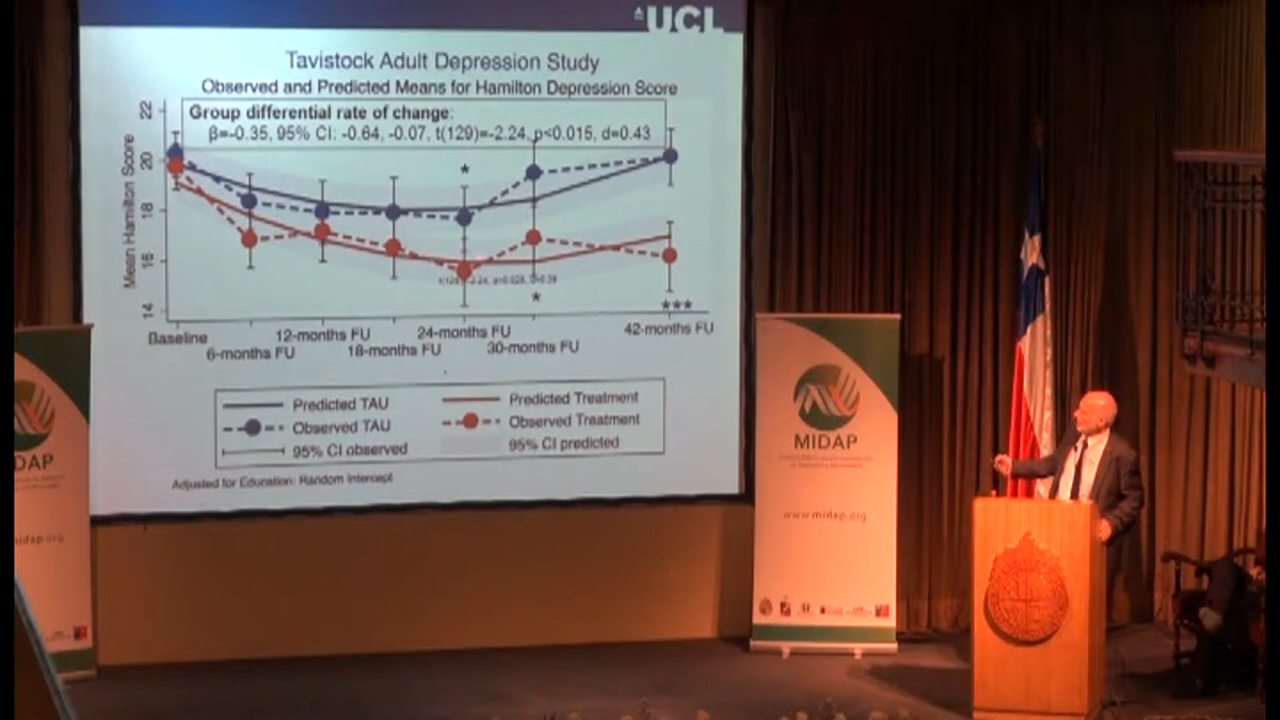 UCL
Tavistock Adult Depression Study
Observed and Predicted Means for Hamilton Depression Score
Group differential rate of change:
β=-0.35, 95% CI: -0.64, -0.07, t(129)=-2.24, p<0.015, d=0.43
Mean Hamilton Score
22
20
18
16
14
*
*
***
Baseline
6-months FU
12-months FU
18-months FU
24-months FU
30-months FU
42-months FU
Predicted TAU
Predicted Treatment
Observed TAU
Observed Treatment
95% CI observed
95% CI predicted
Adjusted for Education: Random Intercept
DAP
midap.org
MIDAP
www.midap.org